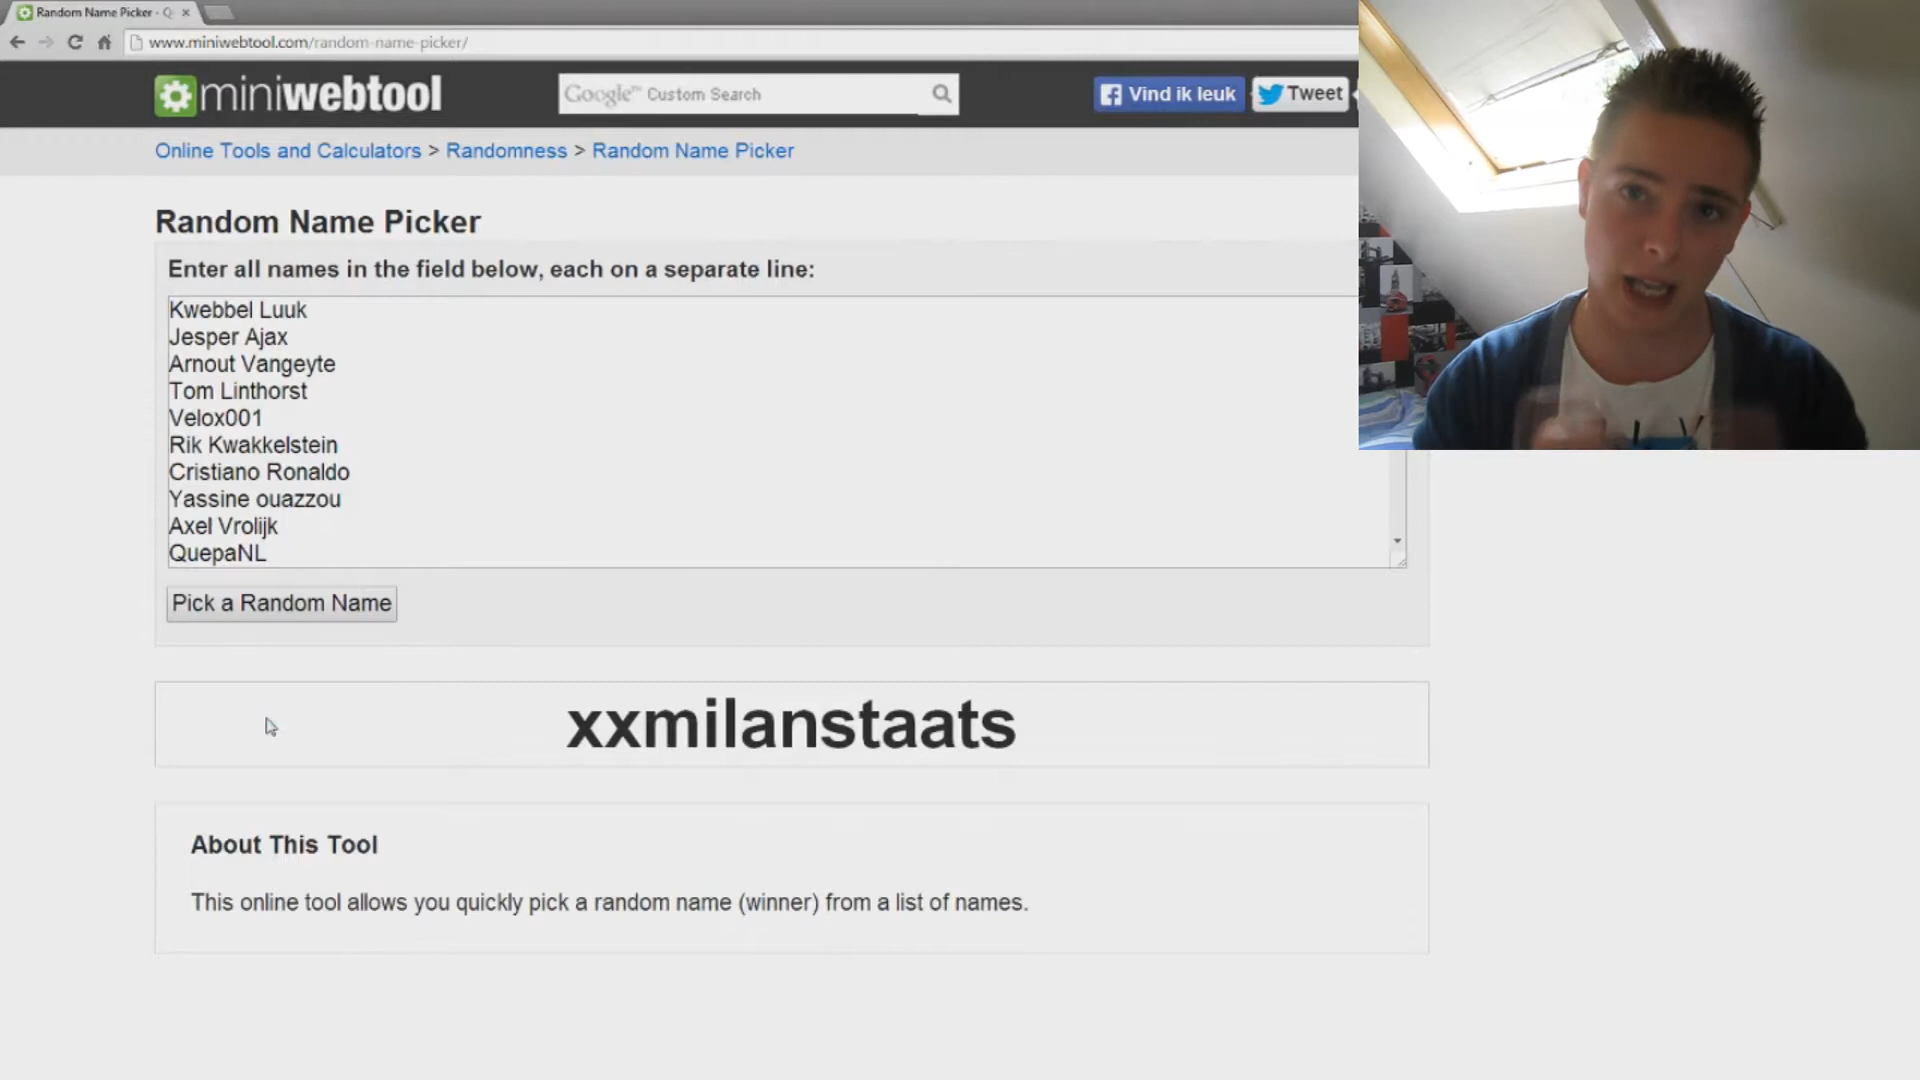 Random Name Picker - Q
www.miniwebtool.com/random-name-picker/
miniwebtool
Google™ Custom Search
Vind ik leuk
Tweet
Online Tools and Calculators > Randomness > Random Name Picker
Random Name Picker
Enter all names in the field below, each on a separate line:
Kwebbel Luuk
Jesper Ajax
Arnout Vangeyte
Tom Linthorst
Velox001
Rik Kwakkelstein
Cristiano Ronaldo
Yassine ouazzou
Axel Vrolijk
QuepaNL
Pick a Random Name
xxmilanstaats
About This Tool
This online tool allows you quickly pick a random name (winner) from a list of names.